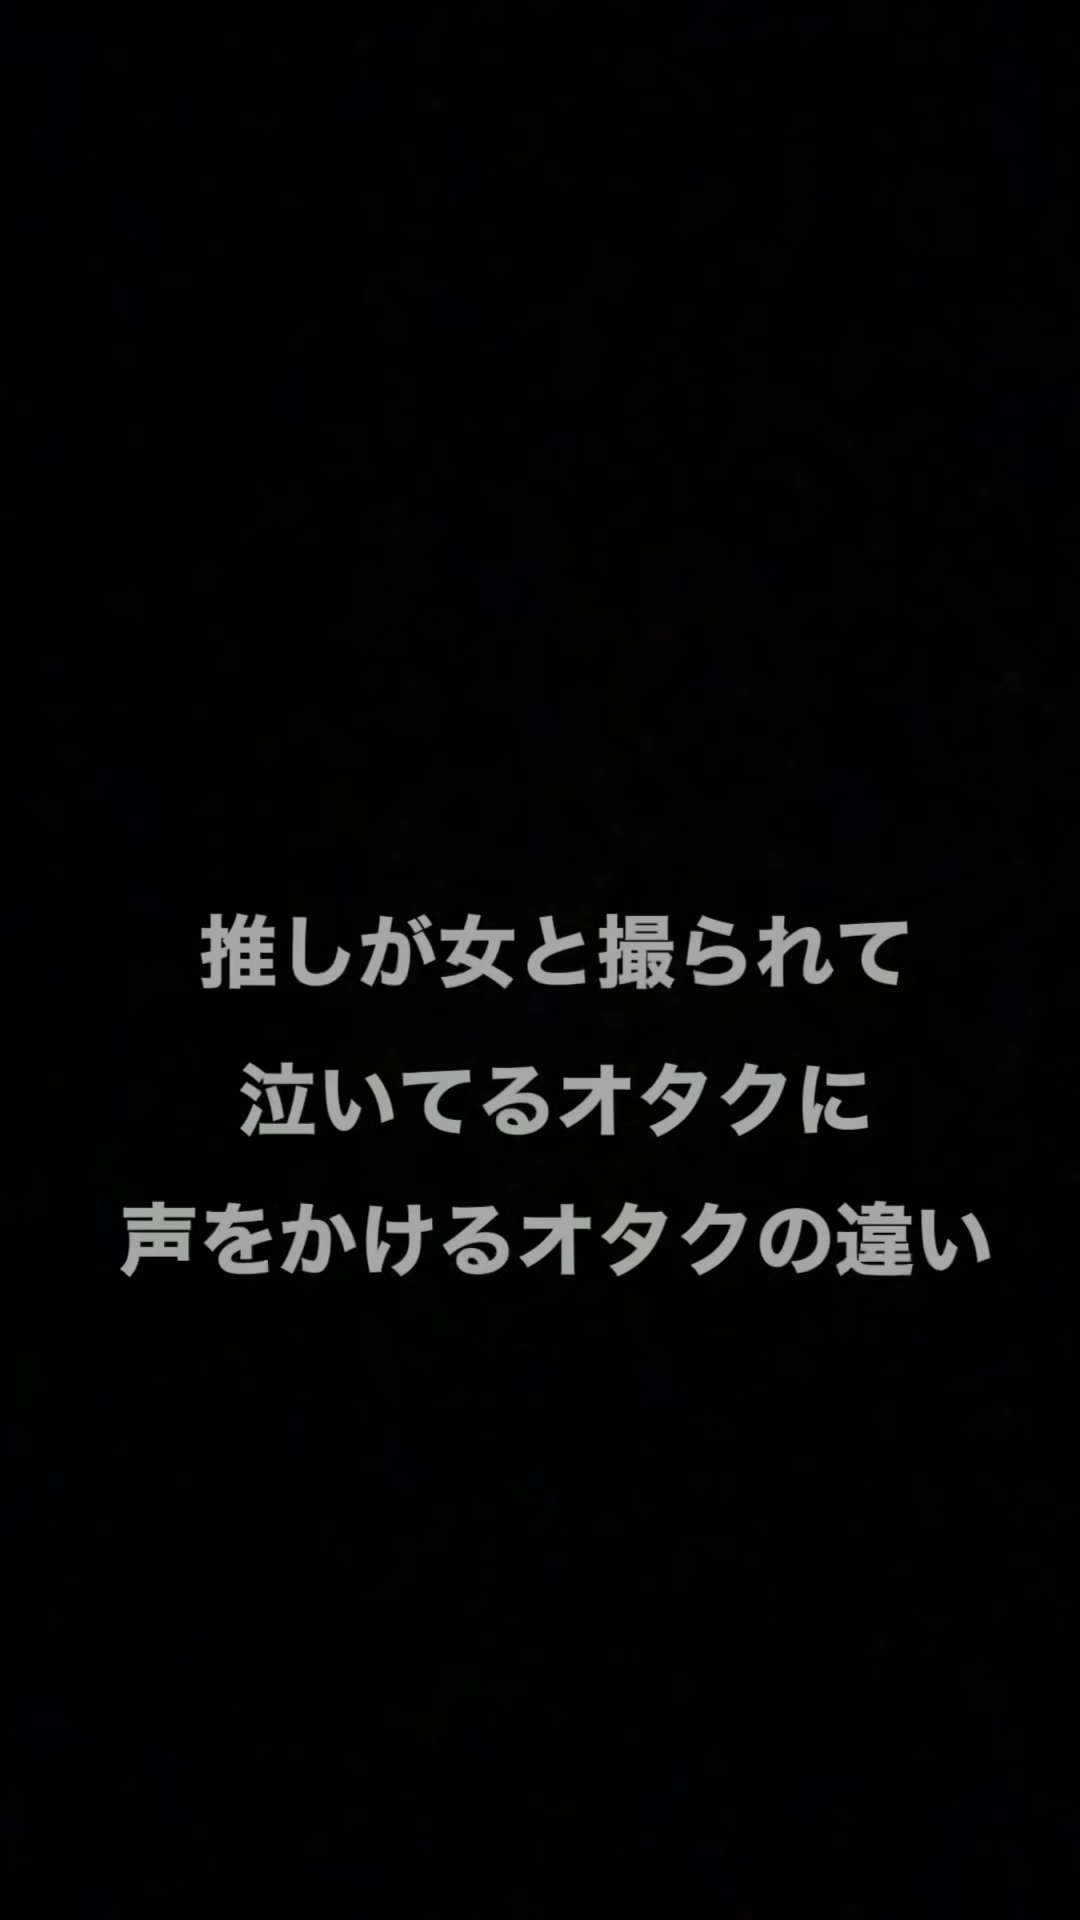 推しが女と撮られて
泣いてるオタクに
声をかけるオタクの違い